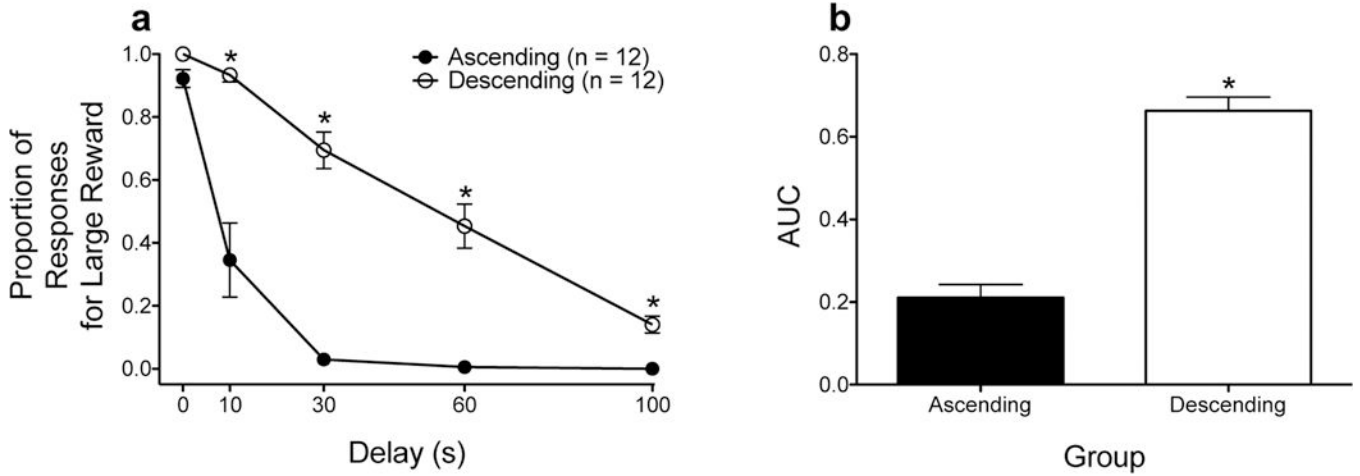 a
Proportion of
Responses
for Large Reward
1.0
0.8
0.6
0.4
0.2
0.0
Ascending (n = 12)
Descending (n = 12)
*
*
*
*
0
10
30
60
100
Delay (s)
b
AUC
0.8
0.6
0.4
0.2
0.0
*
Ascending
Descending
Group